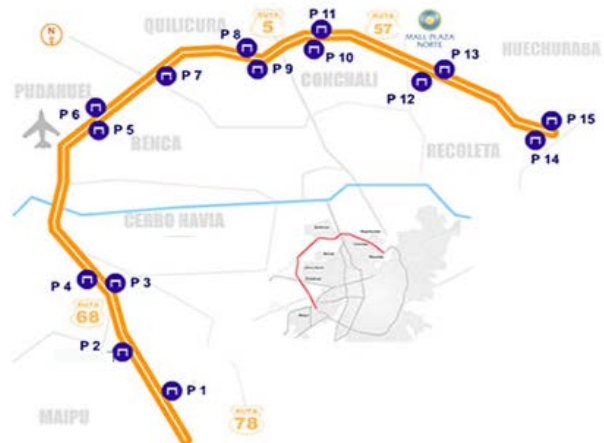 P 11
RUTA
5
RUTA
57
MALL PLAZA
NORTE
QUILICURA
P 8
N
HUECHURABA
P 13
P 10
P 9
P 7
CONCHALI
P 12
PUDAHUEL
P 6
P 15
P 5
RENCA
RECOLETA
P 14
CERRO NAVIA
P 4
P 3
RUTA
68
P 2
P 1
MAIPU
RUTA
78